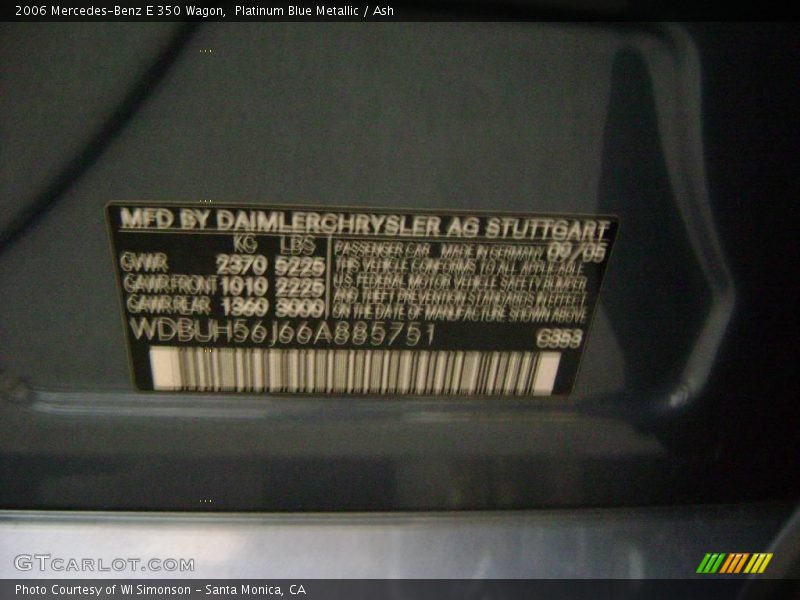 2006 Mercedes-Benz E 350 Wagon,  Platinum Blue Metallic / Ash
MFD BY DAIMLERCHRYSLER AG STUTTGART
KG LBS
GVWR 2370 5225
GAWR FRONT 1010 2225
GAWR REAR 1360 3000
PASSENGER CAR MADE IN GERMANY 09/05
THIS VEHICLE CONFORMS TO ALL APPLICABLE
U.S. FEDERAL MOTOR VEHICLE SAFETY BUMPER
AND THEFT PREVENTION STANDARDS IN EFFECT
ON THE DATE OF MANUFACTURE SHOWN ABOVE
WDBUH56J66A885751
6353
GTCARLOT.COM
Photo Courtesy of WI Simonson - Santa Monica, CA